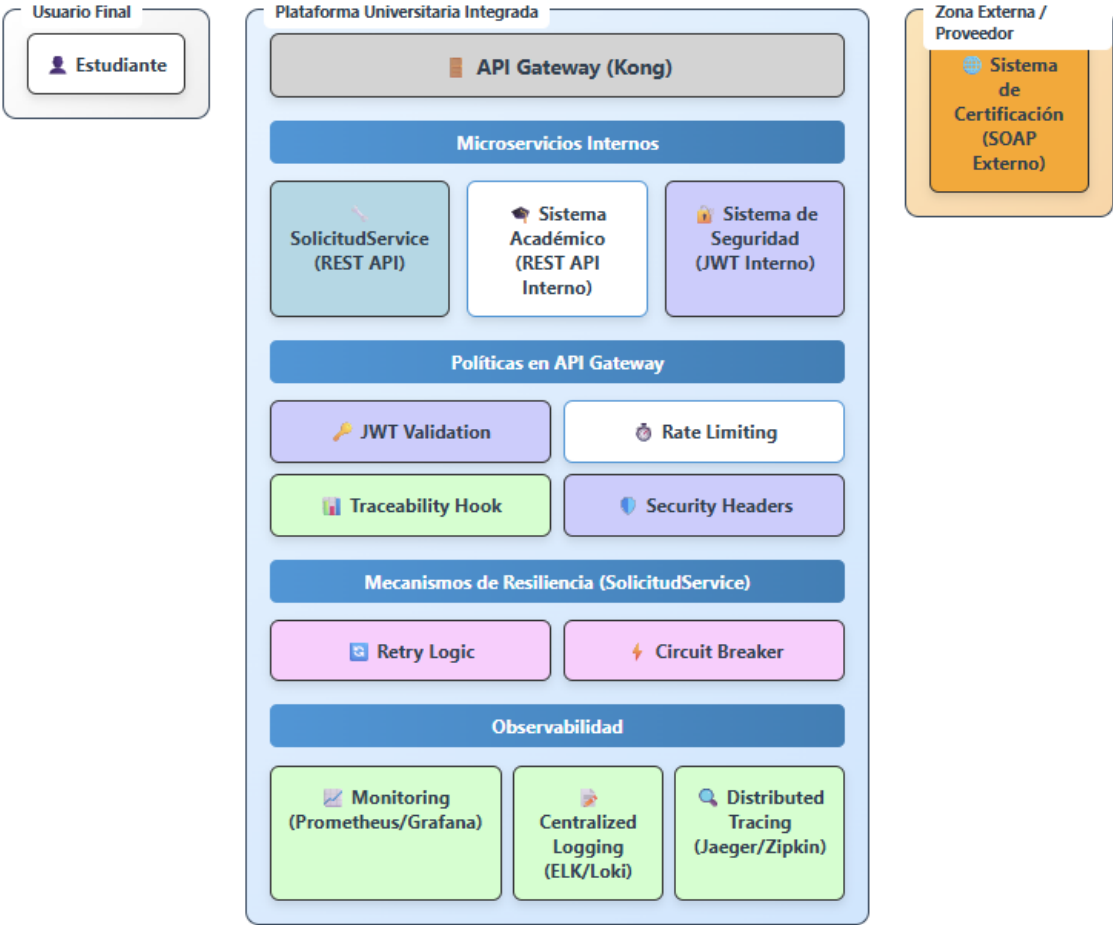 Usuario Final
Estudiante
Plataforma Universitaria Integrada
API Gateway (Kong)
Microservicios Internos
SolicitudService
(REST API)
Sistema
Académico
(REST API
Interno)
Sistema de
Seguridad
(JWT Interno)
Políticas en API Gateway
JWT Validation
Rate Limiting
Traceability Hook
Security Headers
Mecanismos de Resiliencia (SolicitudService)
Retry Logic
Circuit Breaker
Observabilidad
Monitoring
(Prometheus/Grafana)
Centralized
Logging
(ELK/Loki)
Distributed
Tracing
(Jaeger/Zipkin)
Zona Externa /
Proveedor
Sistema
de
Certificación
(SOAP
Externo)